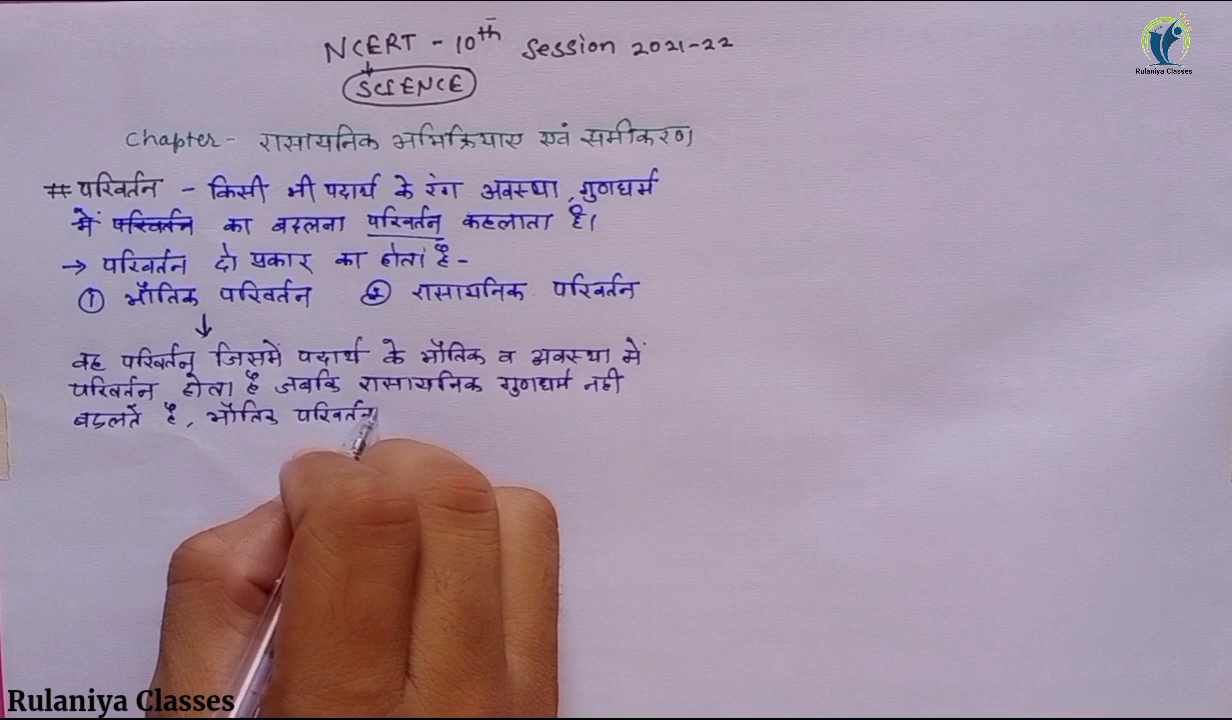 NCERT - 10th Session 2021-22
SCIENCE
Rulaniya Classes
Chapter - रासायनिक अभिक्रियाए एवं समीकरण
# परिवर्तन - किसी भी पदार्थ के रंग अवस्था, गुणधर्म
में परिवर्तन का बदलना परिवर्तन कहलाता है।
→ परिवर्तन दो प्रकार का होता है -
① भौतिक परिवर्तन ② रासायनिक परिवर्तन
↓
वह परिवर्तन जिसमें पदार्थ के भौतिक व अवस्था में
परिवर्तन होता है जबकि रासायनिक गुणधर्म नही
बदलते है, भौतिक परिवर्तन
Rulaniya Classes